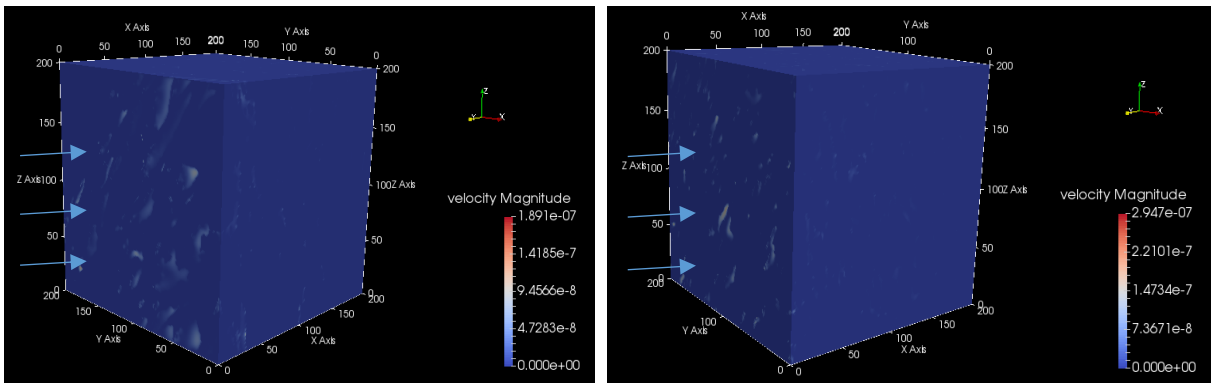 X Axis
Y Axis
0 50 100 150 200 200 150 100 50 0
200 200
150 150
Z Axis 100 100 Z Axis
50 50
0 0
200 200
150 150
100 100
Y Axis X Axis
50 50
0 0
Z
Y X
velocity Magnitude
1.891e-07
1.4185e-7
9.4566e-8
4.7283e-8
0.000e+00
X Axis
Y Axis
0 50 100 150 200 100 0
200 200
150 150
Z Axis 100 100 Z Axis
50 50
0 0
200 200
150
100 100
Y Axis X Axis
50
0 0
Z
Y X
velocity Magnitude
2.947e-07
2.2101e-7
1.4734e-7
7.3671e-8
0.000e+00